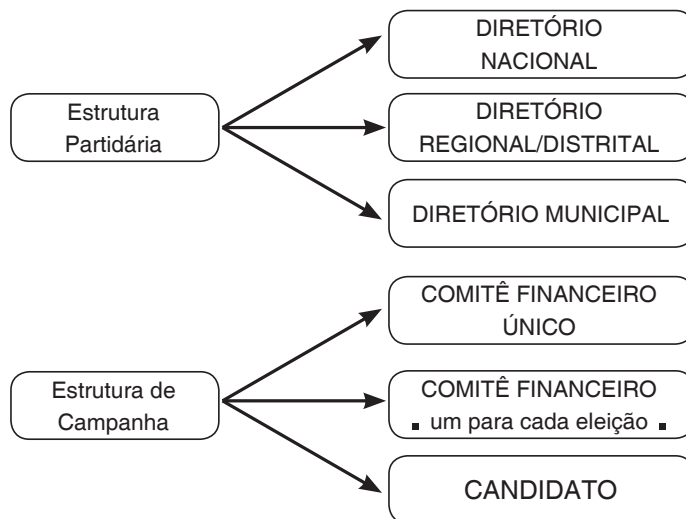 DIRETÓRIO
NACIONAL
Estrutura
Partidária
DIRETÓRIO
REGIONAL/DISTRITAL
DIRETÓRIO MUNICIPAL
COMITÊ FINANCEIRO
ÚNICO
Estrutura de
Campanha
COMITÊ FINANCEIRO
▪ um para cada eleição ▪
CANDIDATO